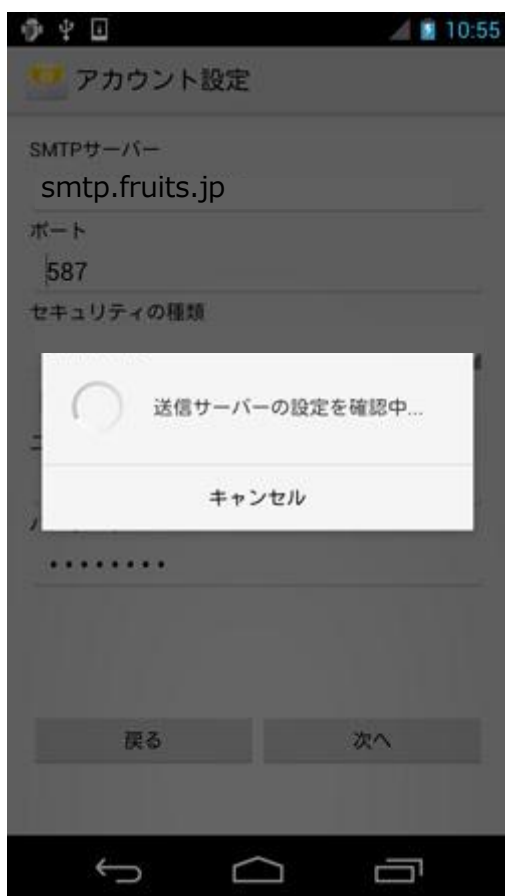 10:55
アカウント設定
SMTPサーバー
smtp.fruits.jp
ポート
587
セキュリティの種類
送信サーバーの設定を確認中...
キャンセル
••••••••
戻る
次へ